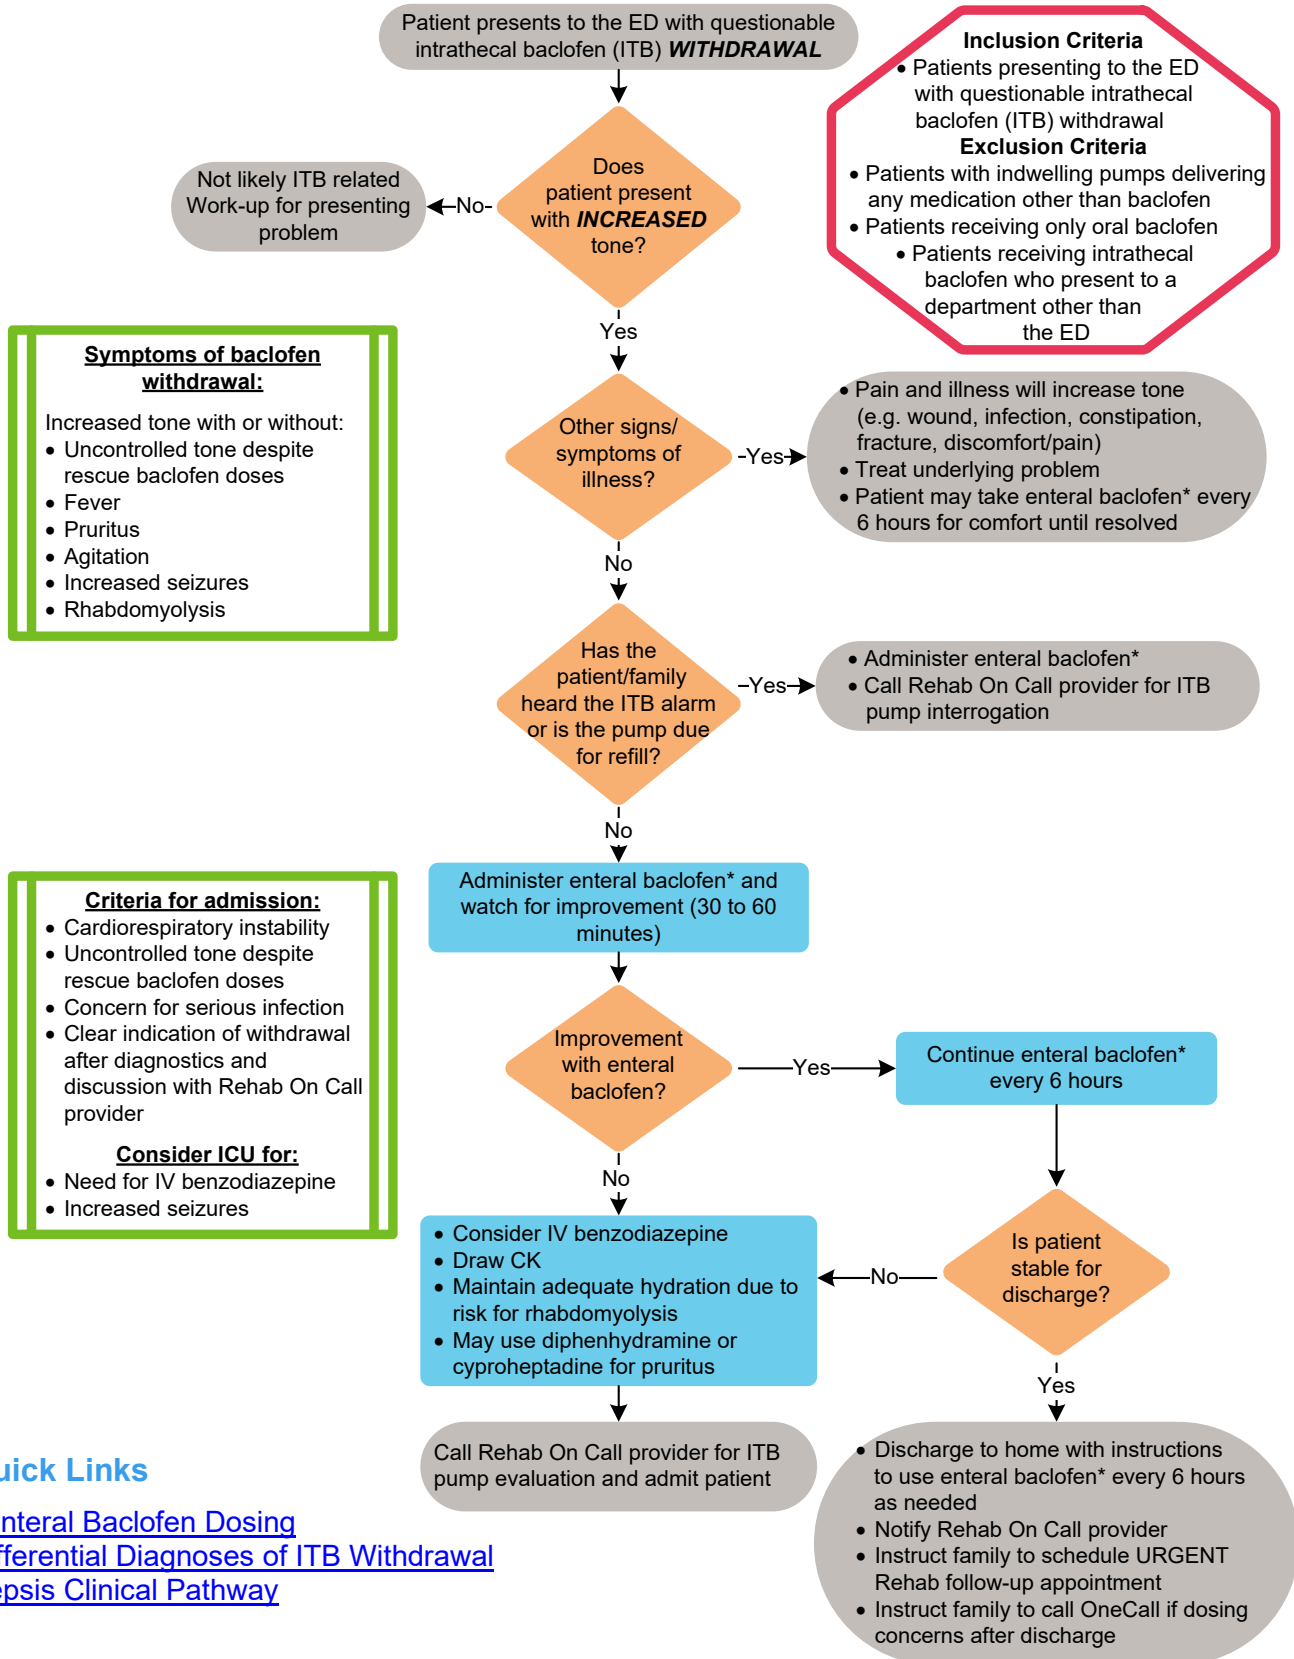 Patient presents to the ED with questionable
intrathecal baclofen (ITB) WITHDRAWAL
Inclusion Criteria
• Patients presenting to the ED
with questionable intrathecal
baclofen (ITB) withdrawal
Exclusion Criteria
• Patients with indwelling pumps delivering
any medication other than baclofen
• Patients receiving only oral baclofen
• Patients receiving intrathecal
baclofen who present to a
department other than
the ED
Does
patient present
with INCREASED
tone?
No
Not likely ITB related
Work-up for presenting
problem
Yes
Symptoms of baclofen
withdrawal:
Increased tone with or without:
• Uncontrolled tone despite
rescue baclofen doses
• Fever
• Pruritus
• Agitation
• Increased seizures
• Rhabdomyolysis
Other signs/
symptoms of
illness?
Yes
• Pain and illness will increase tone
(e.g. wound, infection, constipation,
fracture, discomfort/pain)
• Treat underlying problem
• Patient may take enteral baclofen* every
6 hours for comfort until resolved
No
Has the
patient/family
heard the ITB alarm
or is the pump due
for refill?
Yes
• Administer enteral baclofen*
• Call Rehab On Call provider for ITB
pump interrogation
No
Administer enteral baclofen* and
watch for improvement (30 to 60
minutes)
Criteria for admission:
• Cardiorespiratory instability
• Uncontrolled tone despite
rescue baclofen doses
• Concern for serious infection
• Clear indication of withdrawal
after diagnostics and
discussion with Rehab On Call
provider
Consider ICU for:
• Need for IV benzodiazepine
• Increased seizures
Improvement
with enteral
baclofen?
Yes
Continue enteral baclofen*
every 6 hours
No
• Consider IV benzodiazepine
• Draw CK
• Maintain adequate hydration due to
risk for rhabdomyolysis
• May use diphenhydramine or
cyproheptadine for pruritus
Is patient
stable for
discharge?
No
Yes
Call Rehab On Call provider for ITB
pump evaluation and admit patient
• Discharge to home with instructions
to use enteral baclofen* every 6 hours
as needed
• Notify Rehab On Call provider
• Instruct family to schedule URGENT
Rehab follow-up appointment
• Instruct family to call OneCall if dosing
concerns after discharge
uick Links
nteral Baclofen Dosing
fferential Diagnoses of ITB Withdrawal
epsis Clinical Pathway